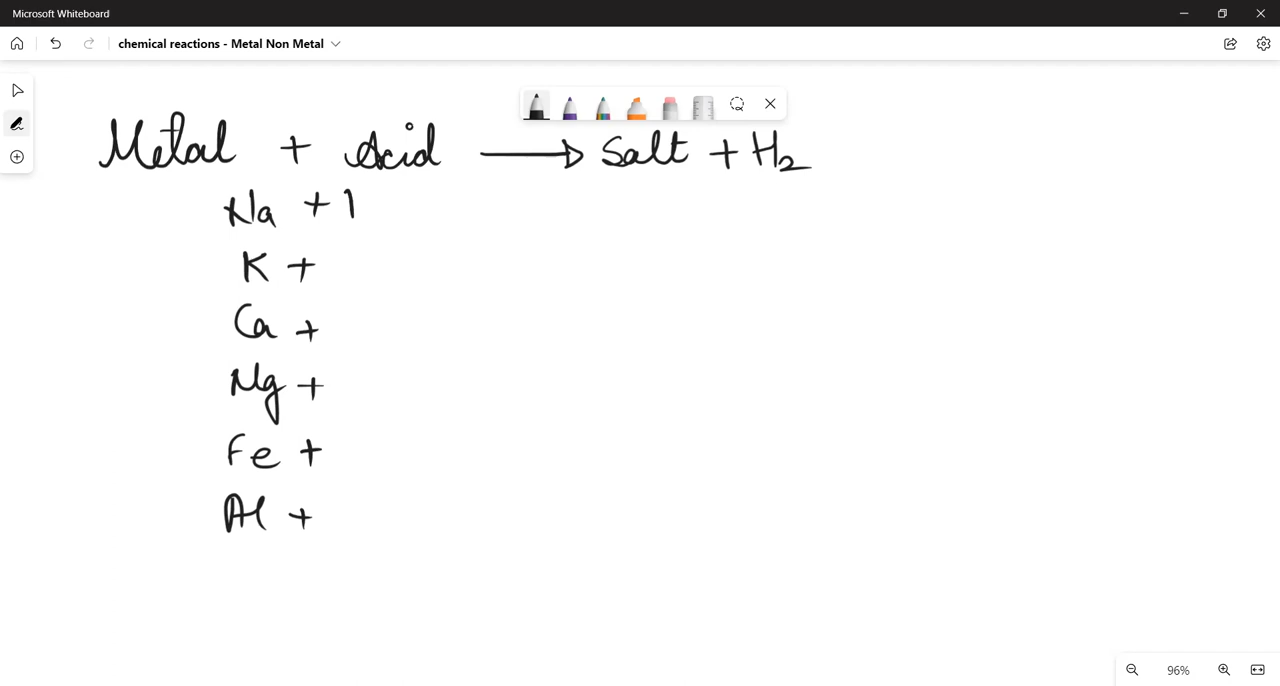 Microsoft Whiteboard
chemical reactions - Metal Non Metal
Metal + Acid → Salt + H₂
Na + 1
K +
Ca +
Mg +
Fe +
Al +
96%